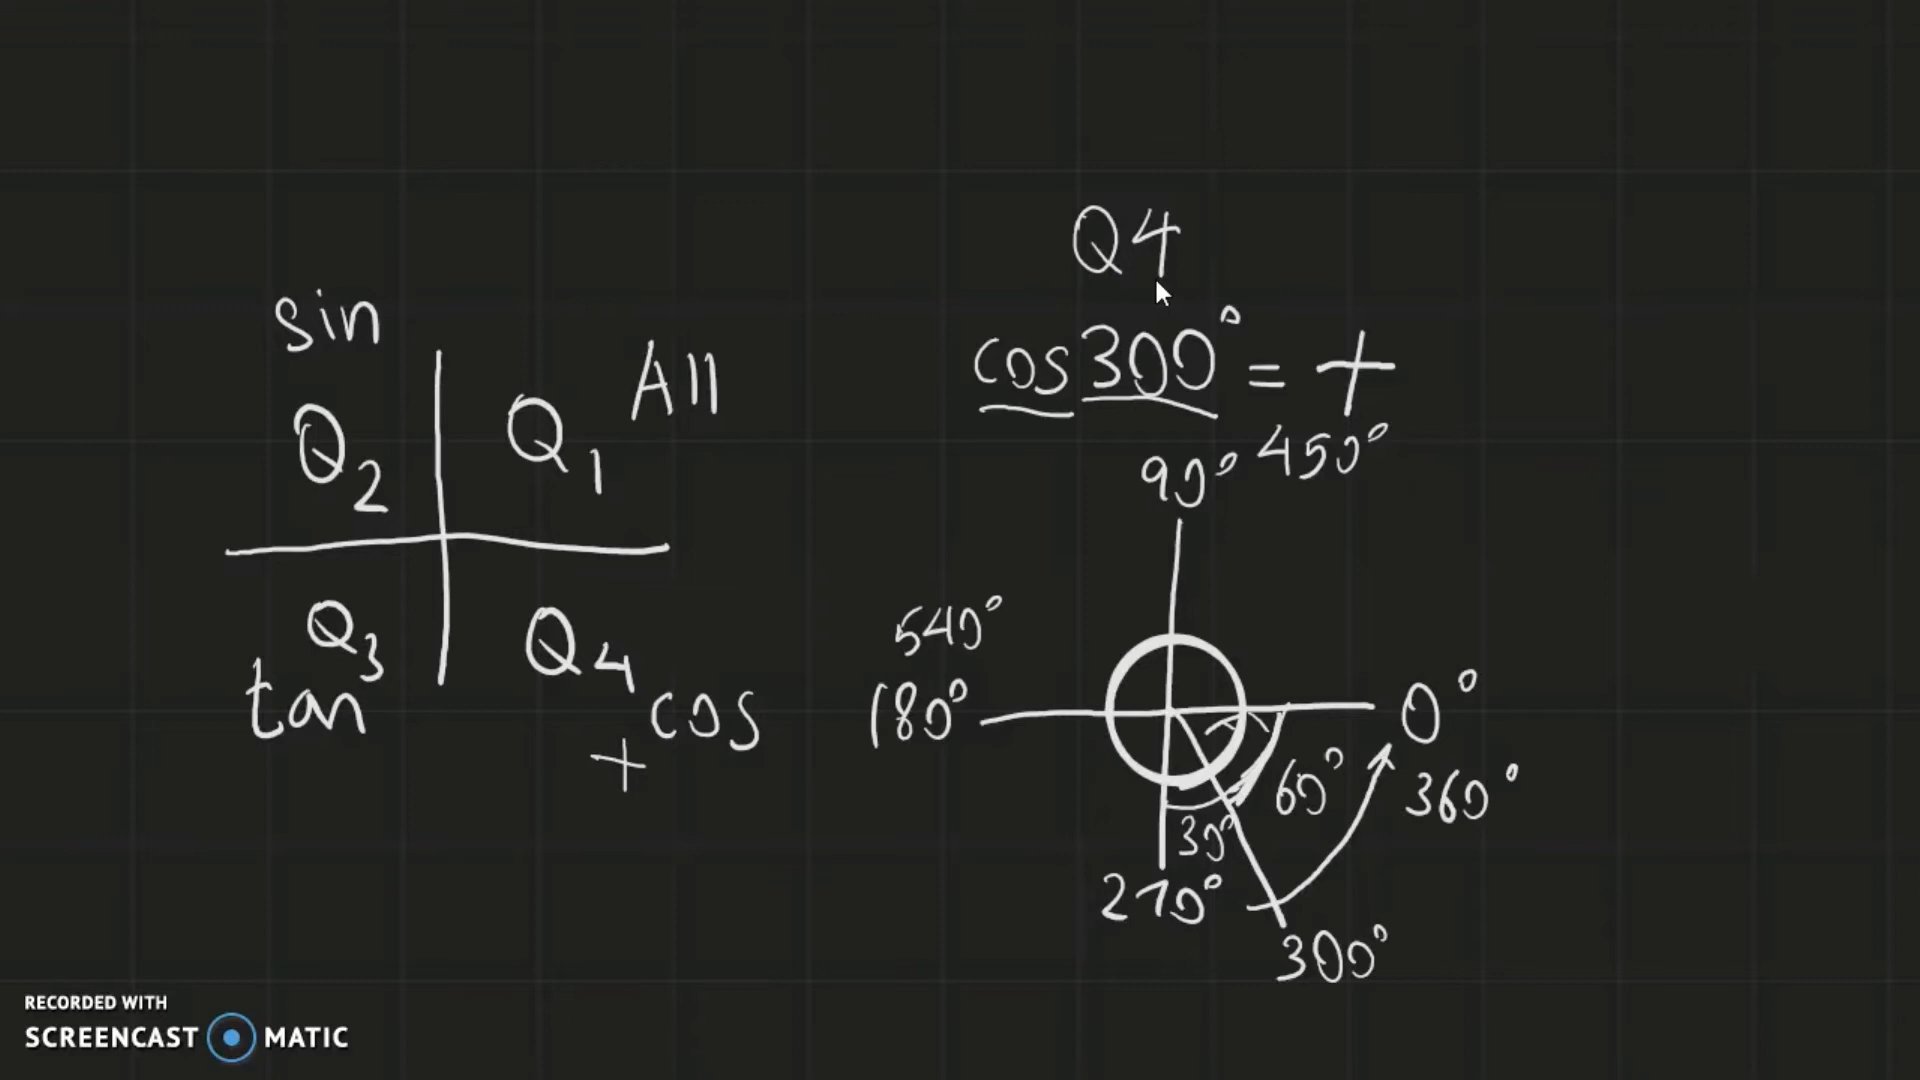 sin
All
Q2
Q1
Q3
Q4
tan
cos
+
Q4
cos 300° = +
90° 450°
540°
180°
0°
360°
60°
30°
270°
300°
RECORDED WITH
SCREENCAST MATIC